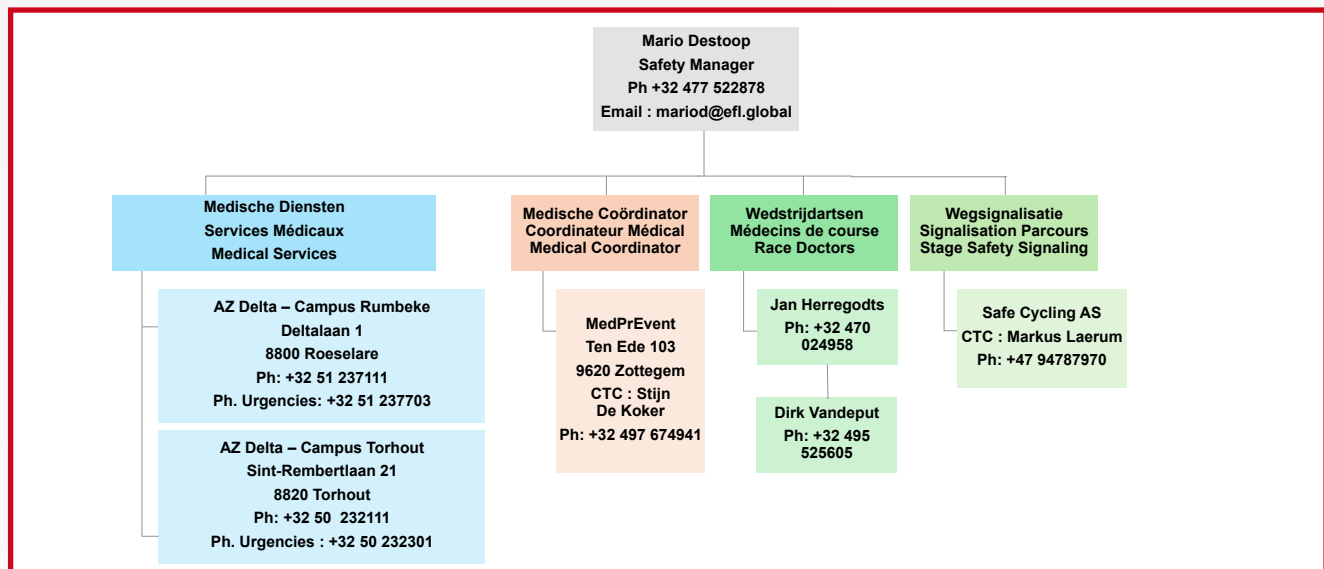 Mario Destoop
Safety Manager
Ph +32 477 522878
Email : mariod@efl.global
Medische Diensten
Services Médicaux
Medical Services
Medische Coördinator
Coordinateur Médical
Medical Coordinator
Wedstrijdartsen
Médecins de course
Race Doctors
Wegsignalisatie
Signalisation Parcours
Stage Safety Signaling
AZ Delta – Campus Rumbeke
Deltalaan 1
8800 Roeselare
Ph: +32 51 237111
Ph. Urgencies: +32 51 237703
AZ Delta – Campus Torhout
Sint-Rembertlaan 21
8820 Torhout
Ph: +32 50  232111
Ph. Urgencies : +32 50 232301
MedPrEvent
Ten Ede 103
9620 Zottegem
CTC : Stijn
De Koker
Ph: +32 497 674941
Jan Herregodts
Ph: +32 470
024958
Dirk Vandeput
Ph: +32 495
525605
Safe Cycling AS
CTC : Markus Laerum
Ph: +47 94787970